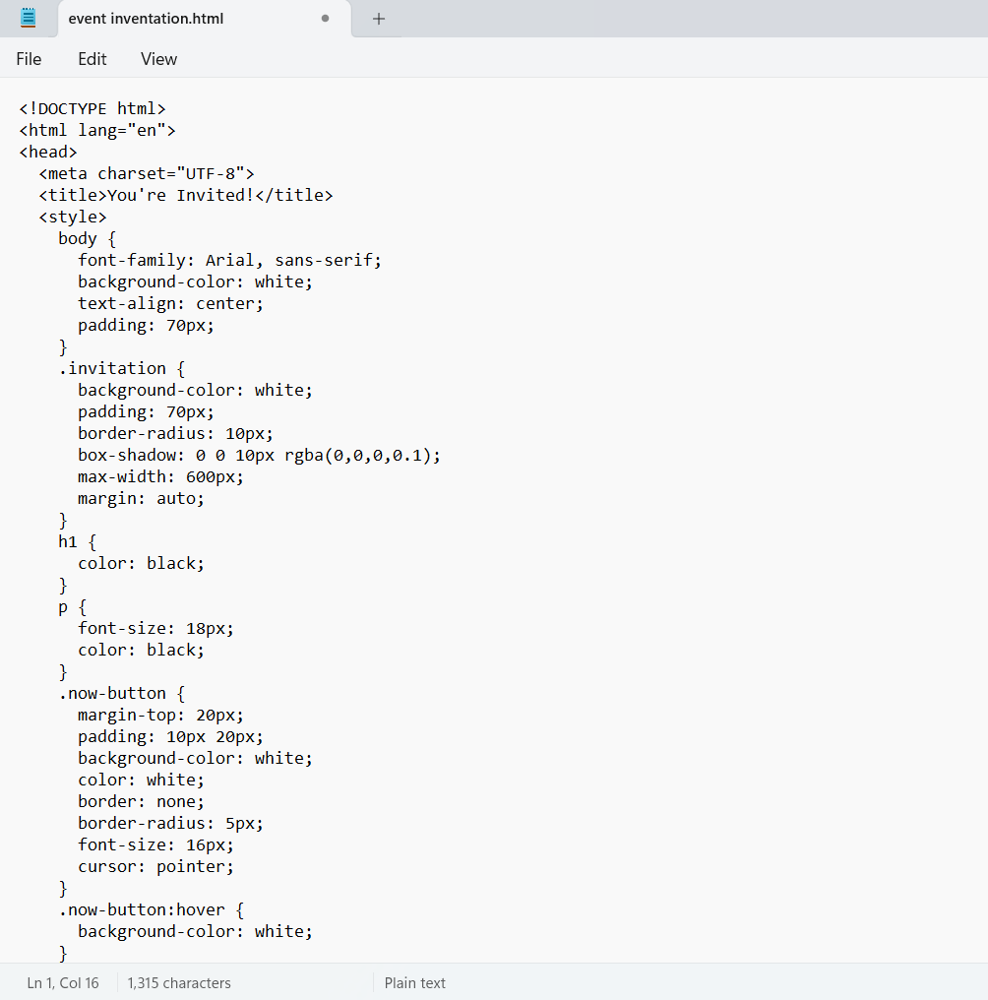 event inventation.html
File Edit View
<!DOCTYPE html>
<html lang="en">
<head>
  <meta charset="UTF-8">
  <title>You're Invited!</title>
  <style>
    body {
      font-family: Arial, sans-serif;
      background-color: white;
      text-align: center;
      padding: 70px;
    }
    .invitation {
      background-color: white;
      padding: 70px;
      border-radius: 10px;
      box-shadow: 0 0 10px rgba(0,0,0,0.1);
      max-width: 600px;
      margin: auto;
    }
    h1 {
      color: black;
    }
    p {
      font-size: 18px;
      color: black;
    }
    .now-button {
      margin-top: 20px;
      padding: 10px 20px;
      background-color: white;
      color: white;
      border: none;
      border-radius: 5px;
      font-size: 16px;
      cursor: pointer;
    }
    .now-button:hover {
      background-color: white;
    }
Ln 1, Col 16 1,315 characters Plain text